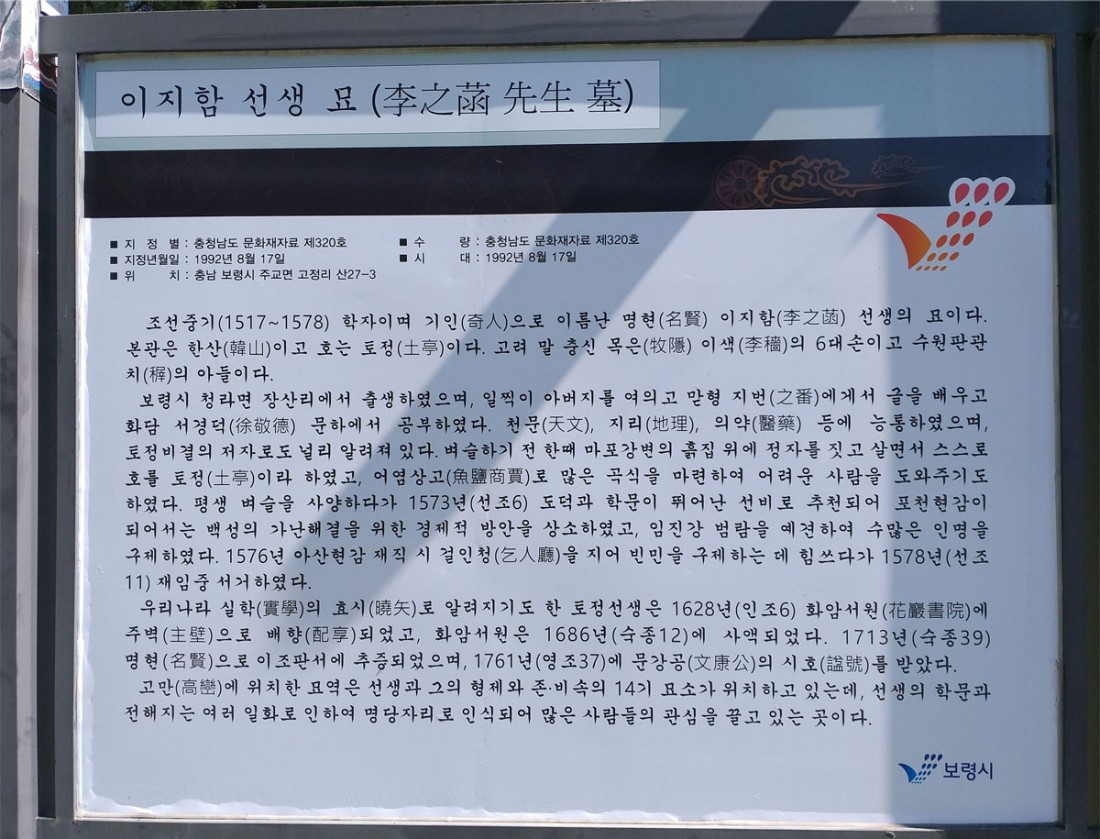 이지함 선생 묘 (李之菡 先生 墓)
■ 지 정 별 : 충청남도 문화재자료 제320호 ■ 수 량 : 충청남도 문화재자료 제320호
■ 지정년월일 : 1992년 8월 17일 ■ 시 대 : 1992년 8월 17일
■ 위 치 : 충남 보령시 주교면 고정리 산27-3
조선중기(1517~1578) 학자이며 기인(奇人)으로 이름난 명현(名賢) 이지함(李之菡) 선생의 묘이다.
본관은 한산(韓山)이고 호는 토정(土亭)이다. 고려 말 충신 목은(牧隱) 이색(李穡)의 6대손이고 수원판관
치(穉)의 아들이다.
보령시 청라면 장산리에서 출생하였으며, 일찍이 아버지를 여의고 맏형 지번(之番)에게서 글을 배우고
화담 서경덕(徐敬德) 문하에서 공부하였다. 천문(天文), 지리(地理), 의약(醫藥) 등에 능통하였으며,
토정비결의 저자로도 널리 알려져 있다. 벼슬하기 전 한때 마포강변의 흙집 위에 정자를 짓고 살면서 스스로
호를 토정(土亭)이라 하였고, 어염상고(魚鹽商賈)로 많은 곡식을 마련하여 어려운 사람을 도와주기도
하였다. 평생 벼슬을 사양하다가 1573년(선조6) 도덕과 학문이 뛰어난 선비로 추천되어 포천현감이
되어서는 백성의 가난해결을 위한 경제적 방안을 상소하였고, 임진강 범람을 예견하여 수많은 인명을
구제하였다. 1576년 아산현감 재직 시 걸인청(乞人廳)을 지어 빈민을 구제하는 데 힘쓰다가 1578년(선조
11) 재임중 서거하였다.
우리나라 실학(實學)의 효시(曉矢)로 알려지기도 한 토정선생은 1628년(인조6) 화암서원(花巖書院)에
주벽(主壁)으로 배향(配享)되었고, 화암서원은 1686년(숙종12)에 사액되었다. 1713년(숙종39)
명현(名賢)으로 이조판서에 추증되었으며, 1761년(영조37)에 문강공(文康公)의 시호(諡號)를 받았다.
고만(高巒)에 위치한 묘역은 선생과 그의 형제와 존·비속의 14기 묘소가 위치하고 있는데, 선생의 학문과
전해지는 여러 일화로 인하여 명당자리로 인식되어 많은 사람들의 관심을 끌고 있는 곳이다.
보령시